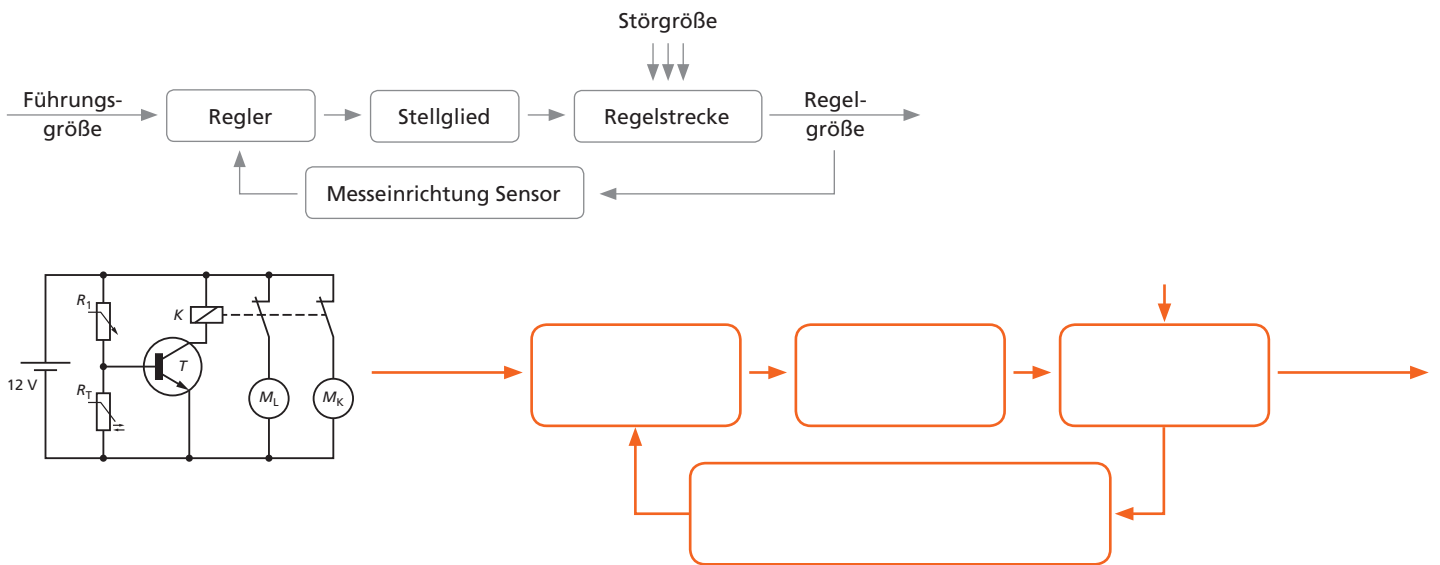 Störgröße
Führungs-
größe
Regler
Stellglied
Regelstrecke
Regel-
größe
Messeinrichtung Sensor
R1
K
T
12 V
RT
ML
MK